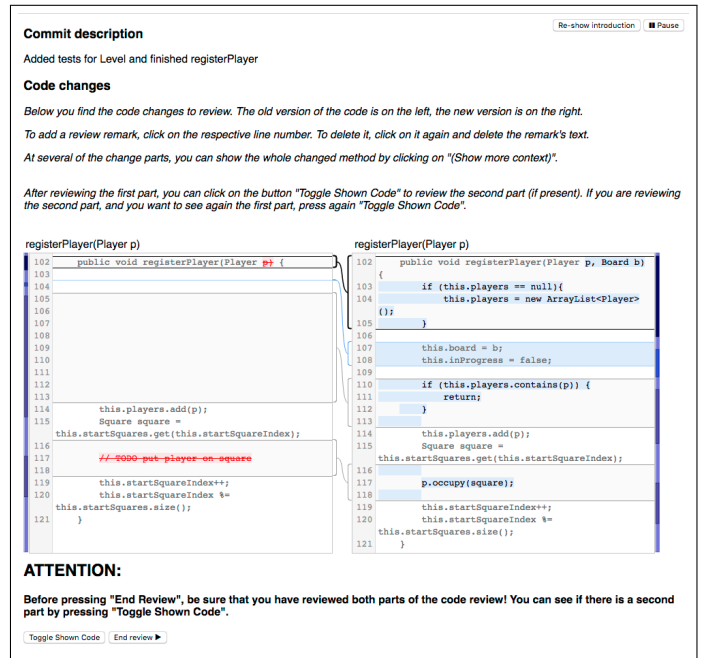 Commit description
Re-show introduction
Pause
Added tests for Level and finished registerPlayer
Code changes
Below you find the code changes to review. The old version of the code is on the left, the new version is on the right.
To add a review remark, click on the respective line number. To delete it, click on it again and delete the remark's text.
At several of the change parts, you can show the whole changed method by clicking on "(Show more context)".
After reviewing the first part, you can click on the button "Toggle Shown Code" to review the second part (if present). If you are reviewing
the second part, and you want to see again the first part, press again "Toggle Shown Code".
registerPlayer(Player p)
102 public void registerPlayer(Player p) {
103
104
105
106
107
108
109
110
111
112
113
114 this.players.add(p);
115 Square square =
this.startSquares.get(this.startSquareIndex);
116
117 // TODO put player on square
118
119 this.startSquareIndex++;
120 this.startSquareIndex %=
this.startSquares.size();
121 }
registerPlayer(Player p)
102 public void registerPlayer(Player p, Board b)
{
103 if (this.players == null){
104 this.players = new ArrayList<Player>
();
105 }
106
107 this.board = b;
108 this.inProgress = false;
109
110 if (this.players.contains(p)) {
111 return;
112 }
113
114 this.players.add(p);
115 Square square =
this.startSquares.get(this.startSquareIndex);
116
117 p.occupy(square);
118
119 this.startSquareIndex++;
120 this.startSquareIndex %=
this.startSquares.size();
121 }
ATTENTION:
Before pressing "End Review", be sure that you have reviewed both parts of the code review! You can see if there is a second
part by pressing "Toggle Shown Code".
Toggle Shown Code
End review